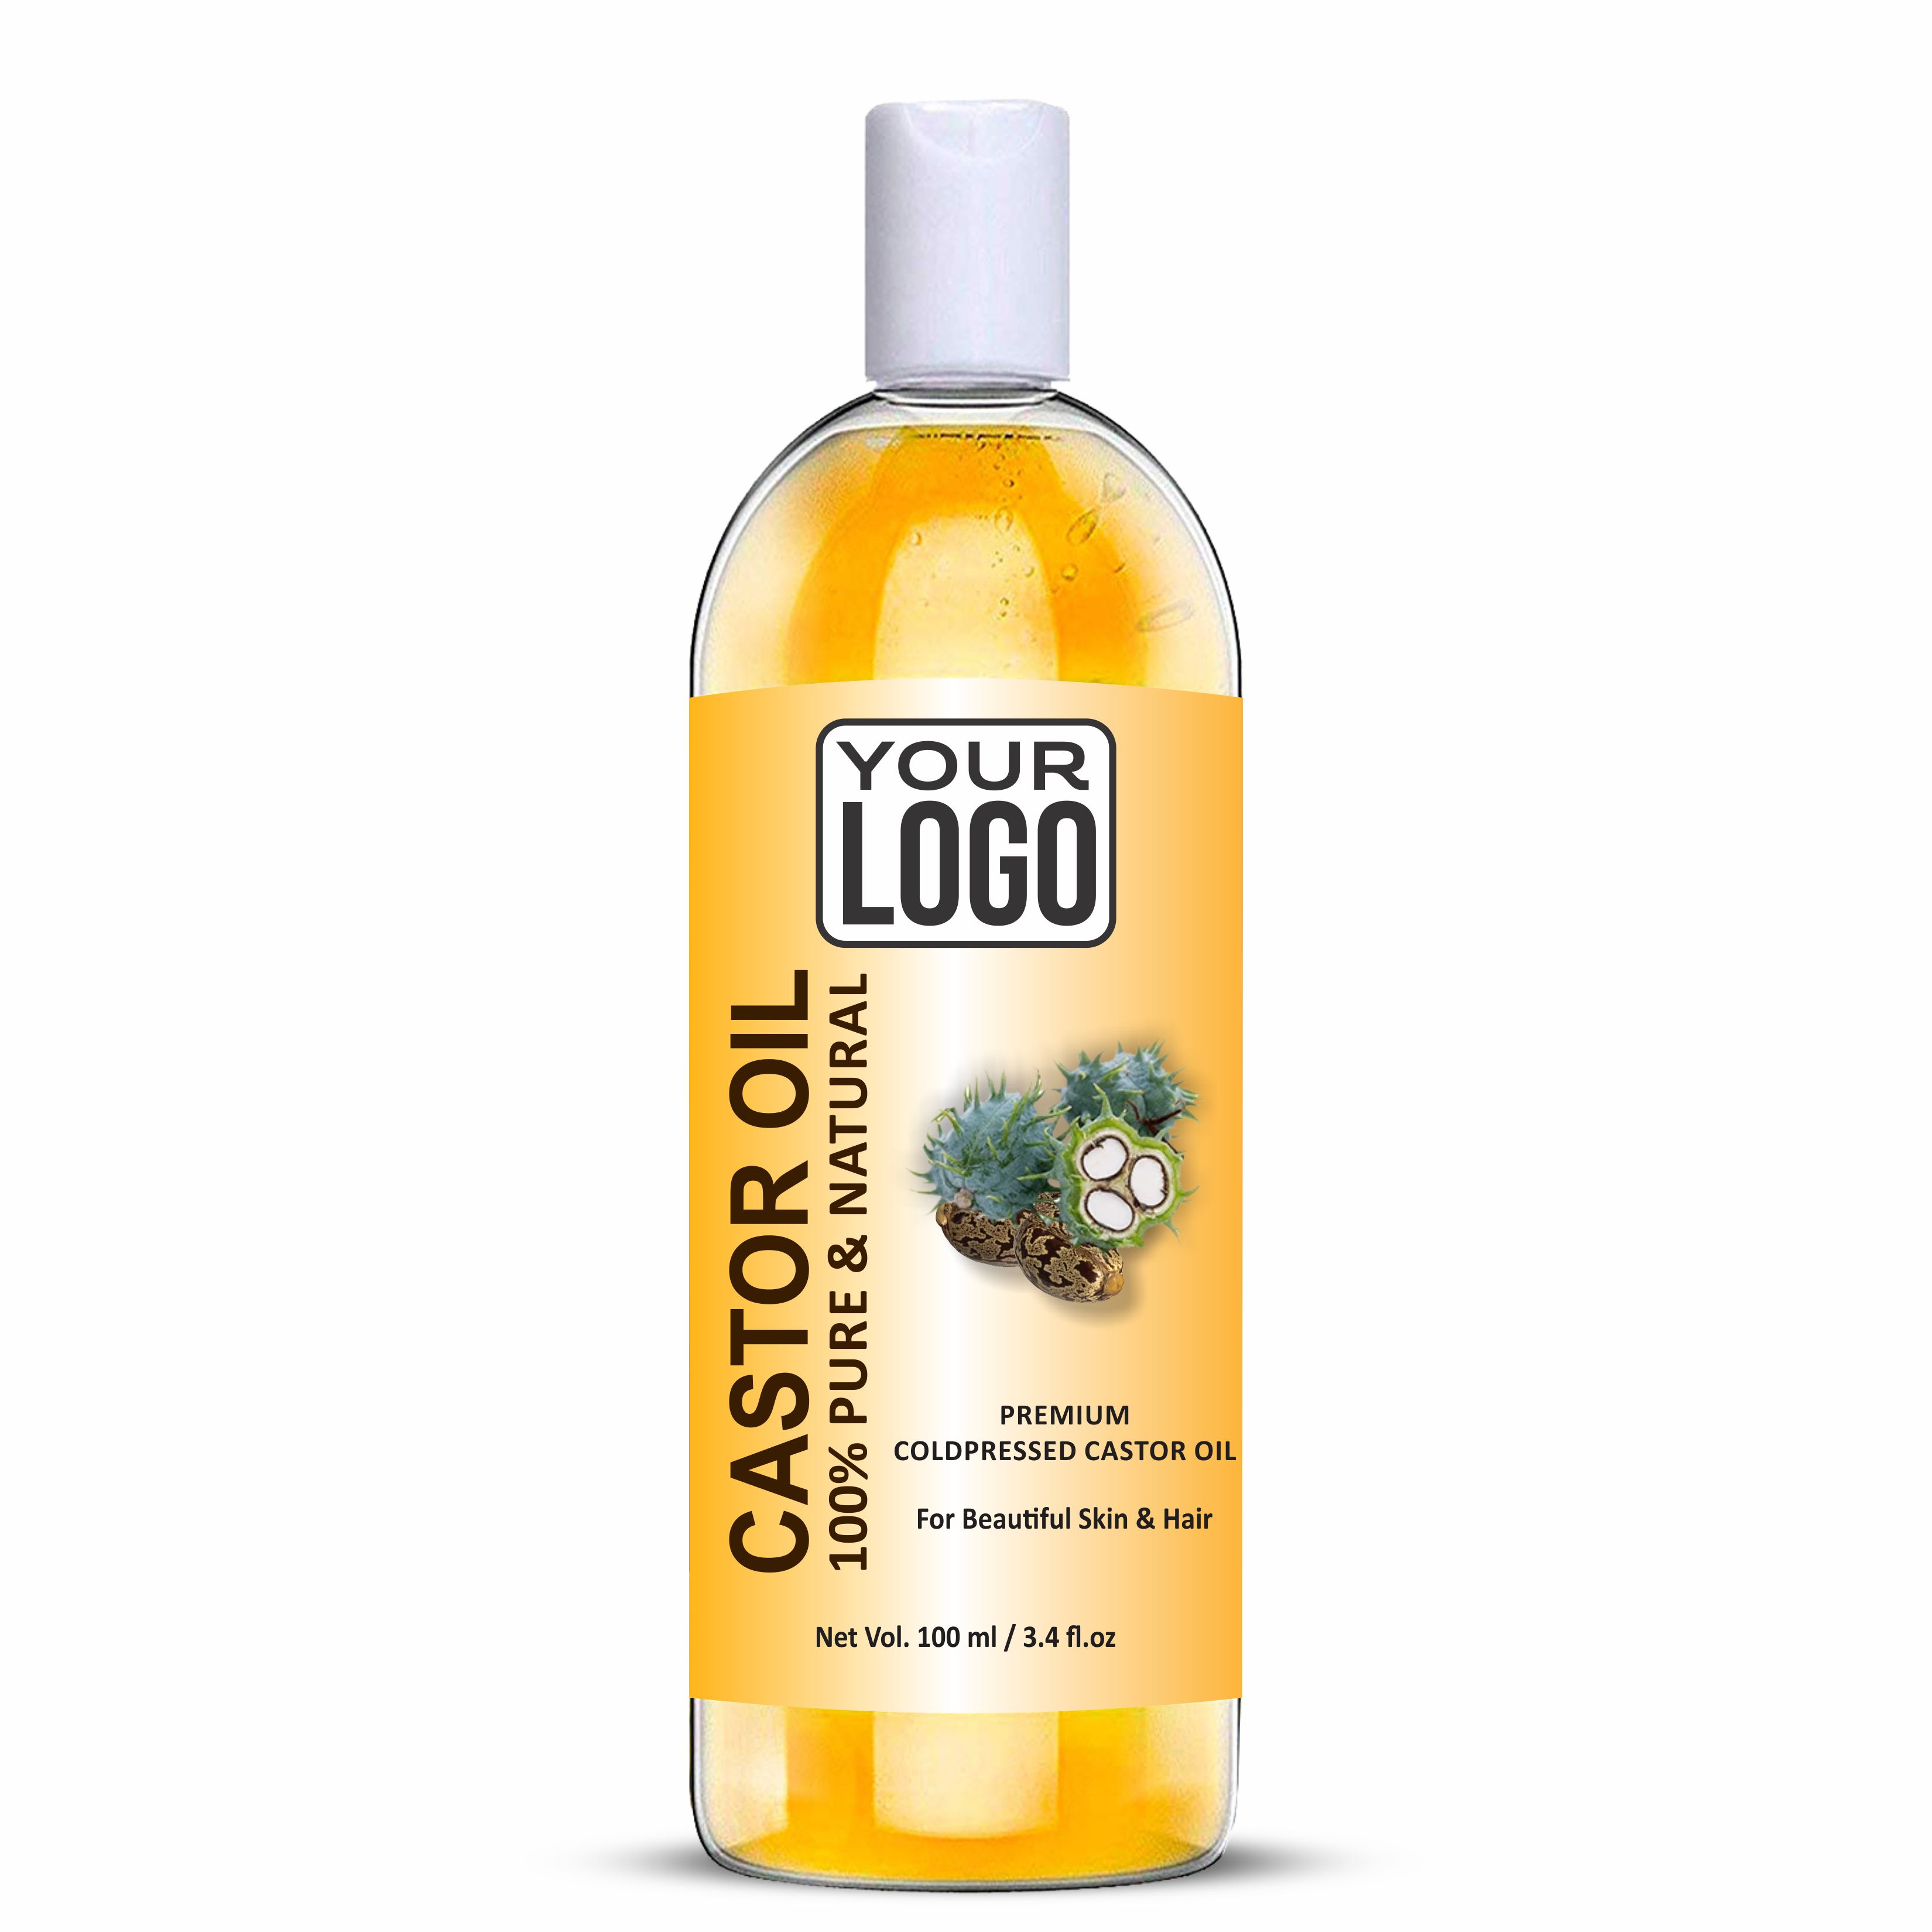 YOUR
LOGO
CASTOR OIL
100% PURE & NATURAL
PREMIUM
COLDPRESSED CASTOR OIL
For Beautiful Skin & Hair
Net Vol. 100 ml / 3.4 fl.oz